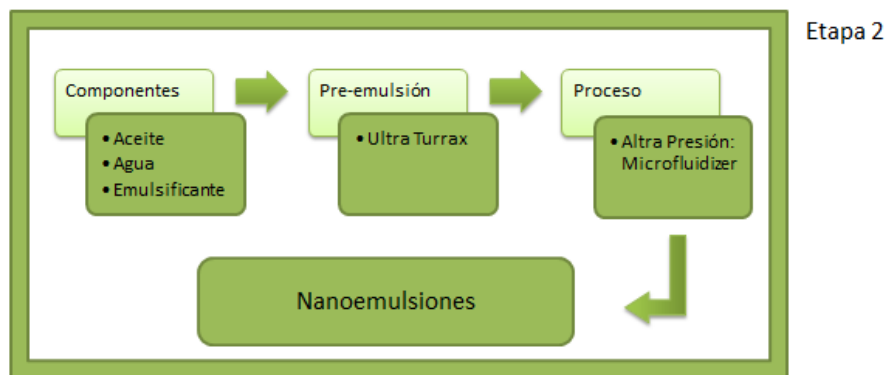 Etapa 2
Componentes
• Aceite
• Agua
• Emulsificante
Pre-emulsión
• Ultra Turrax
Proceso
• Altra Presión:
Microfluidizer
Nanoemulsiones